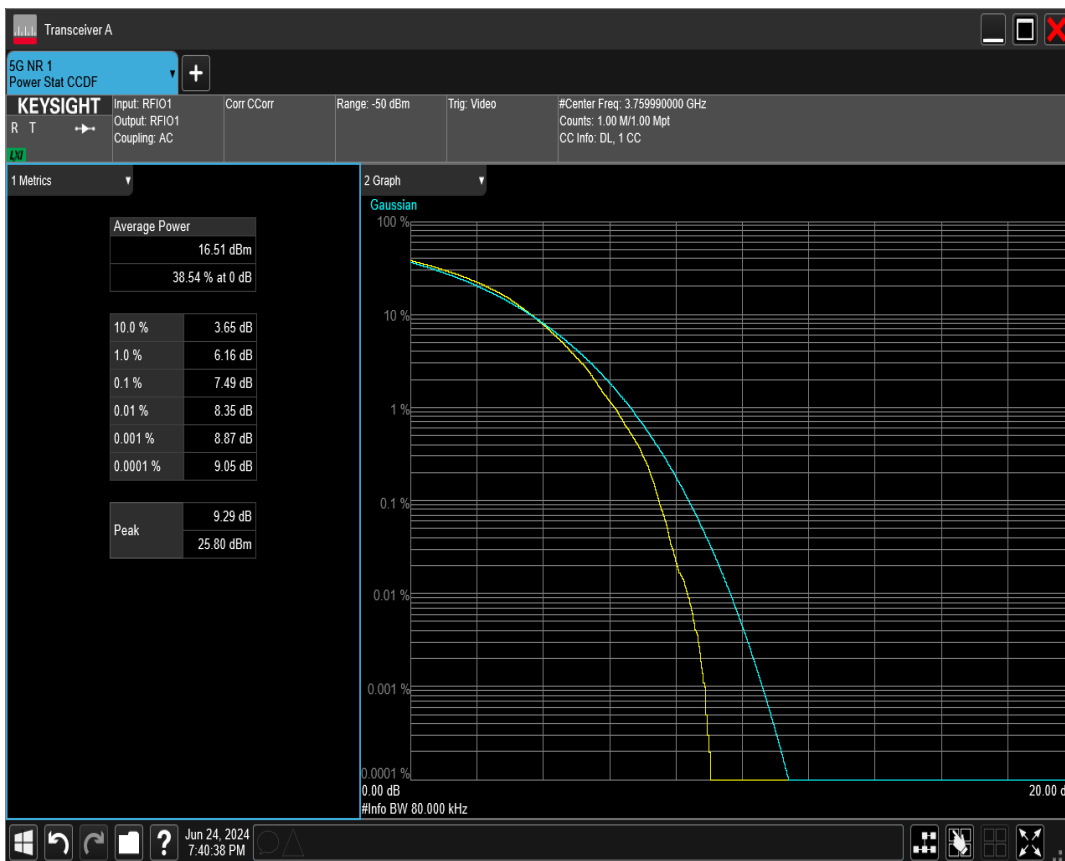 Transceiver A
5G NR 1
Power Stat CCDF
KEYSIGHT
R T
LXI
Input: RFIO1
Output: RFIO1
Coupling: AC
Corr CCorr
Range: -50 dBm
Trig: Video
#Center Freq: 3.759990000 GHz
Counts: 1.00 M/1.00 Mpt
CC Info: DL, 1 CC
1 Metrics
Average Power
16.51 dBm
38.54 % at 0 dB
10.0 % 3.65 dB
1.0 % 6.16 dB
0.1 % 7.49 dB
0.01 % 8.35 dB
0.001 % 8.87 dB
0.0001 % 9.05 dB
Peak
9.29 dB
25.80 dBm
2 Graph
Gaussian
100 %
10 %
1 %
0.1 %
0.01 %
0.001 %
0.0001 %
0.00 dB 20.00 d
#Info BW 80.000 kHz
?
Jun 24, 2024
7:40:38 PM